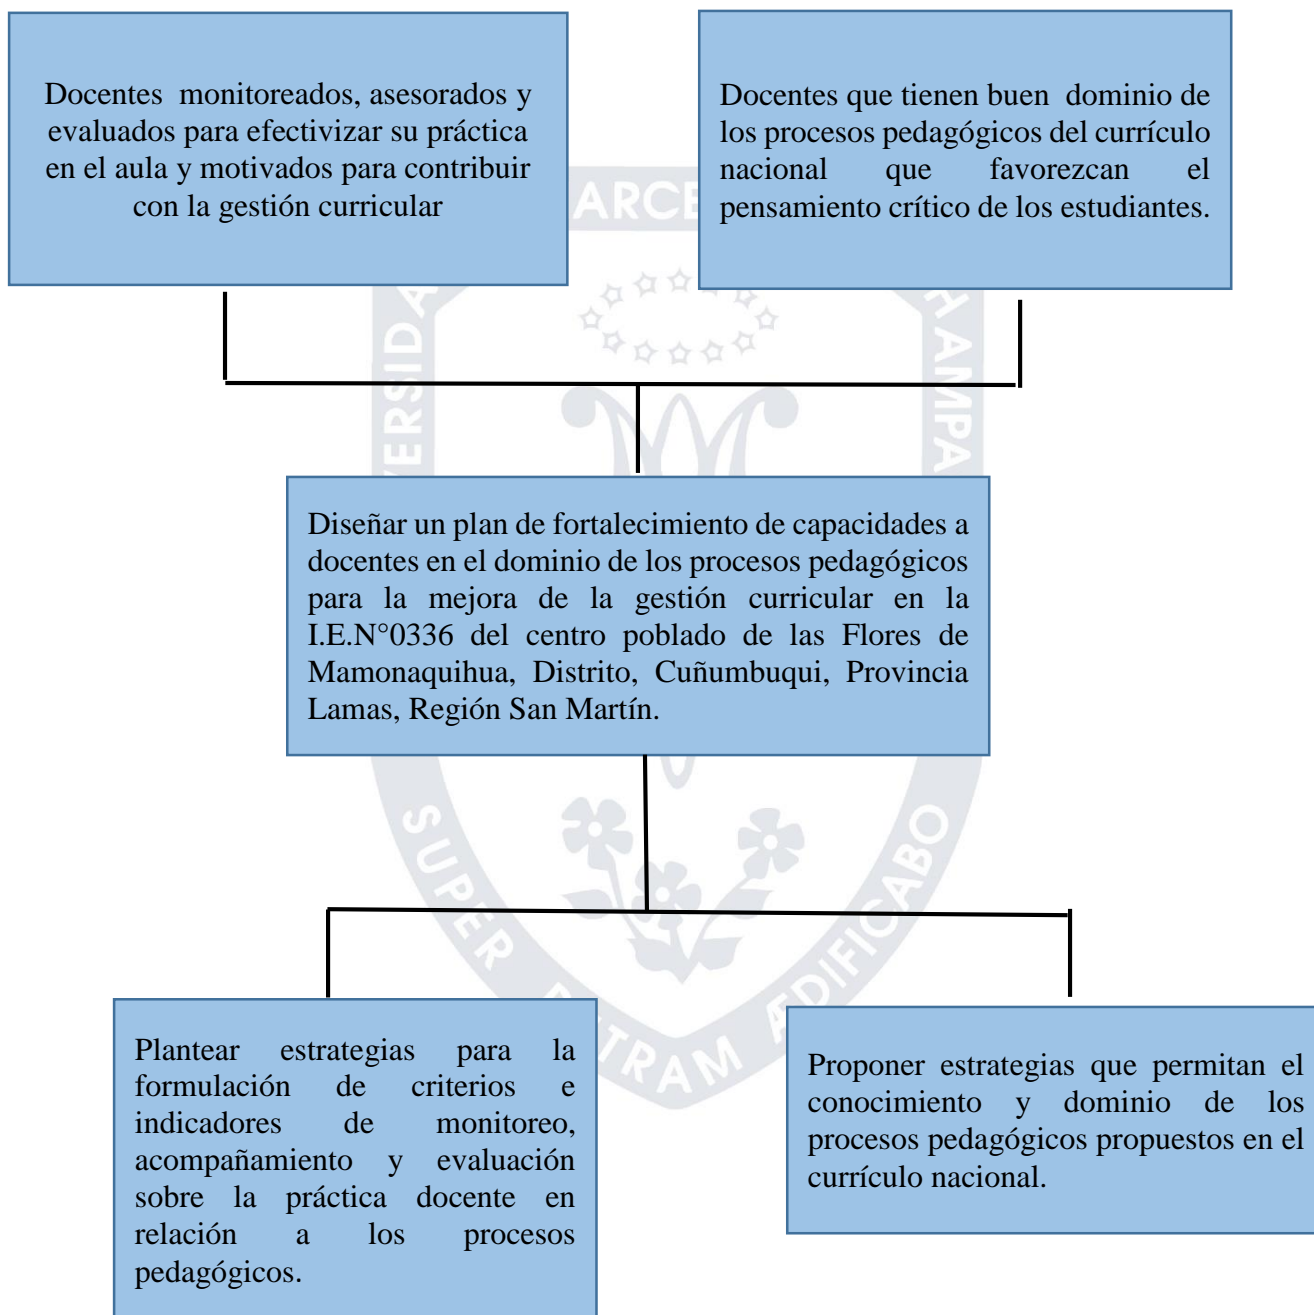 Docentes monitoreados, asesorados y
evaluados para efectivizar su práctica
en el aula y motivados para contribuir
con la gestión curricular
Docentes que tienen buen dominio de
los procesos pedagógicos del currículo
nacional que favorezcan el
pensamiento crítico de los estudiantes.
Diseñar un plan de fortalecimiento de capacidades a
docentes en el dominio de los procesos pedagógicos
para la mejora de la gestión curricular en la
I.E.N°0336 del centro poblado de las Flores de
Mamonaquihua, Distrito, Cuñumbuqui, Provincia
Lamas, Región San Martín.
Plantear estrategias para la
formulación de criterios e
indicadores de monitoreo,
acompañamiento y evaluación
sobre la práctica docente en
relación a los procesos
pedagógicos.
Proponer estrategias que permitan el
conocimiento y dominio de los
procesos pedagógicos propuestos en el
currículo nacional.
SUPER
ÆDIFICABO